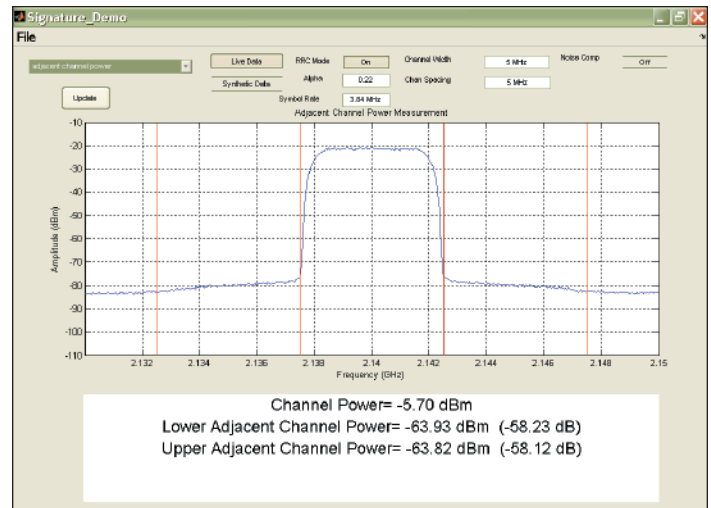 Signature_Demo
File
adjacent channel power
Live Data
RRC Mode
On
Channel Width
5 MHz
Noise Comp
Off
Synthetic Data
Alpha
0.22
Chan Spacing
5 MHz
Update
Symbol Rate
3.84 MHz
Adjacent Channel Power Measurement
Amplitude (dBm)
-10
-20
-30
-40
-50
-60
-70
-80
-90
-100
-110
2.132 2.134 2.136 2.138 2.14 2.142 2.144 2.146 2.148 2.15
Frequency (GHz)
Channel Power= -5.70 dBm
Lower Adjacent Channel Power= -63.93 dBm (-58.23 dB)
Upper Adjacent Channel Power= -63.82 dBm (-58.12 dB)